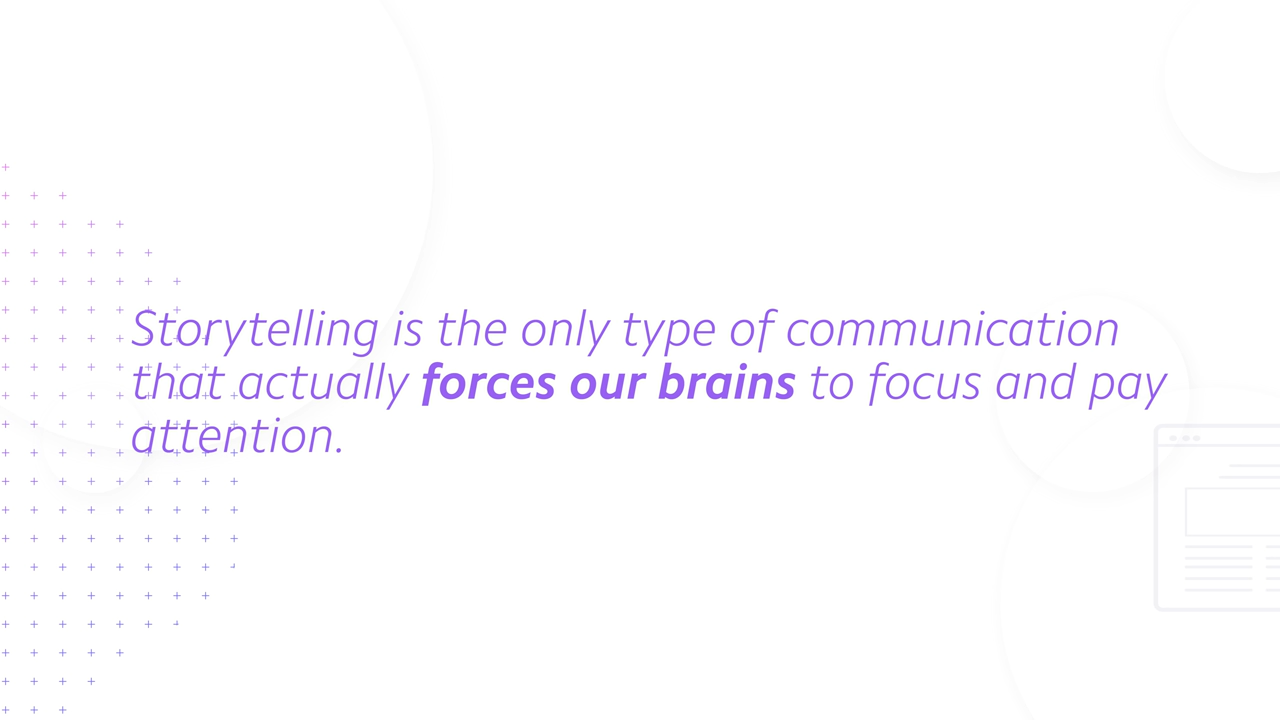 Storytelling is the only type of communication
that actually forces our brains to focus and pay
attention.